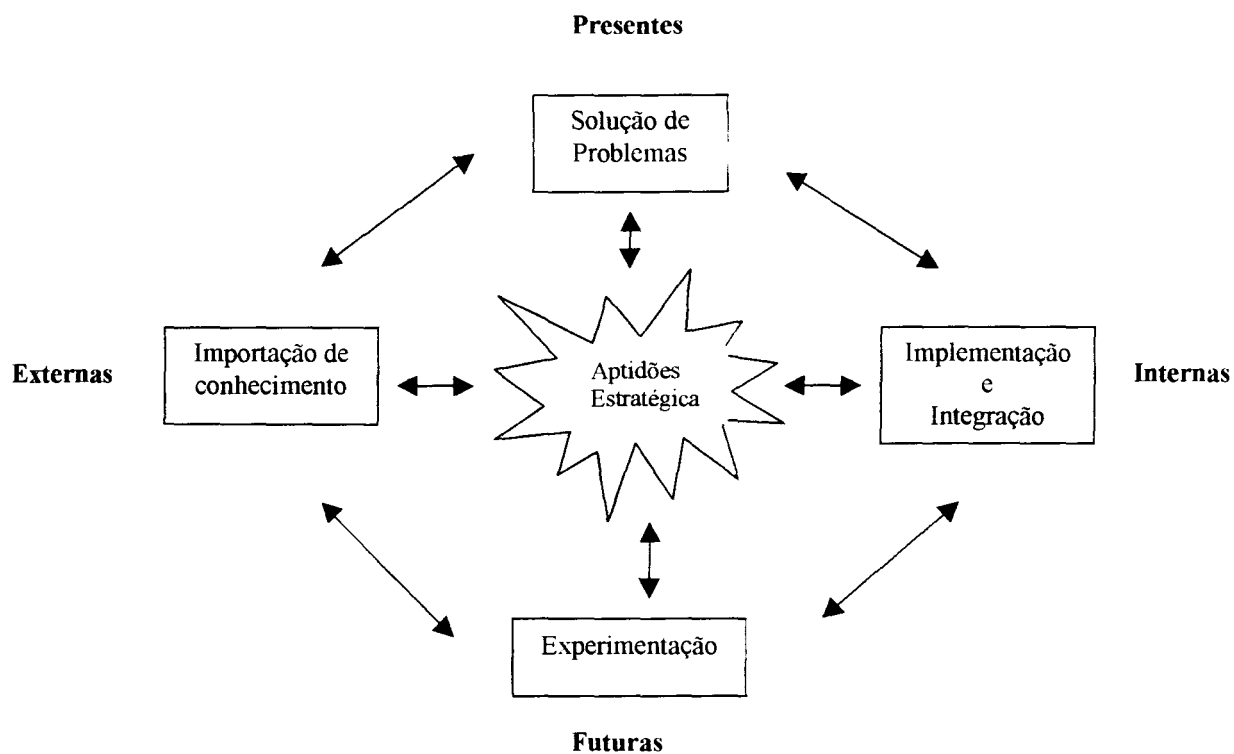 Presentes
Solução de
Problemas
Externas
Importação de
conhecimento
Aptidões
Estratégica
Implementação
e
Integração
Internas
Experimentação
Futuras